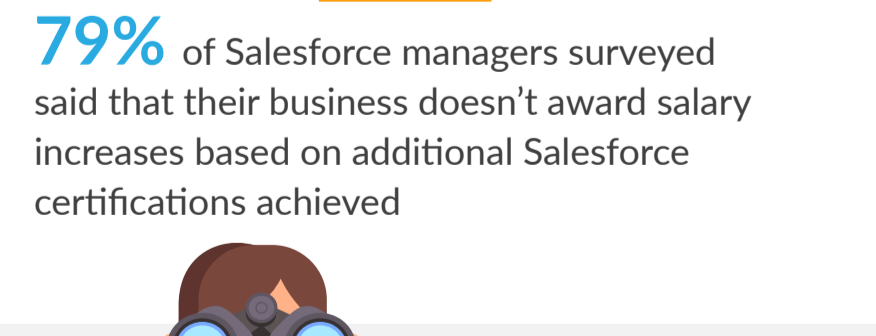 79% of Salesforce managers surveyed
said that their business doesn't award salary
increases based on additional Salesforce
certifications achieved